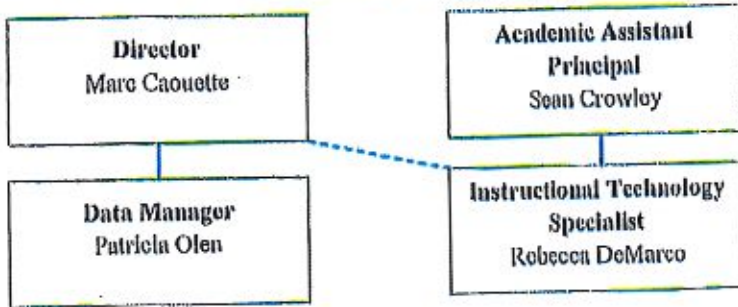 Director
Marc Caouette
Academic Assistant
Principal
Sean Crowley
Data Manager
Patricia Olen
Instructional Technology
Specialist
Rebecca DeMarco